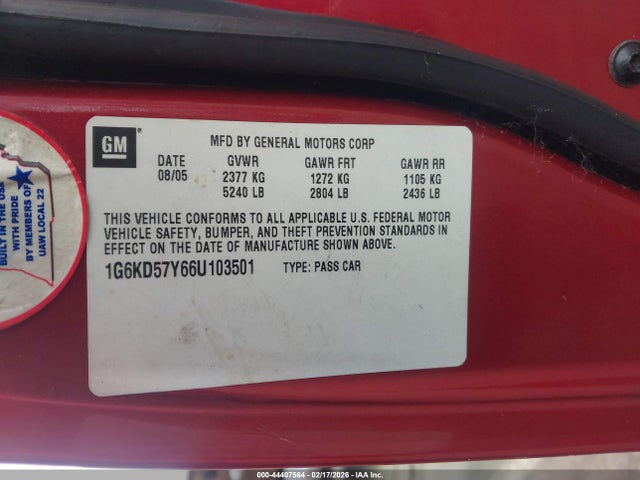 GM
MFD BY GENERAL MOTORS CORP
DATE GVWR GAWR FRT GAWR RR
08/05 2377 KG 1272 KG 1105 KG
5240 LB 2804 LB 2436 LB
THIS VEHICLE CONFORMS TO ALL APPLICABLE U.S. FEDERAL MOTOR
VEHICLE SAFETY, BUMPER, AND THEFT PREVENTION STANDARDS IN
EFFECT ON THE DATE OF MANUFACTURE SHOWN ABOVE.
1G6KD57Y66U103501 TYPE: PASS CAR
BUILT IN THE USA
WITH PRIDE
BY MEMBERS OF
UAW LOCAL 22
000-44407564 - 02/17/2026 - IAA Inc.